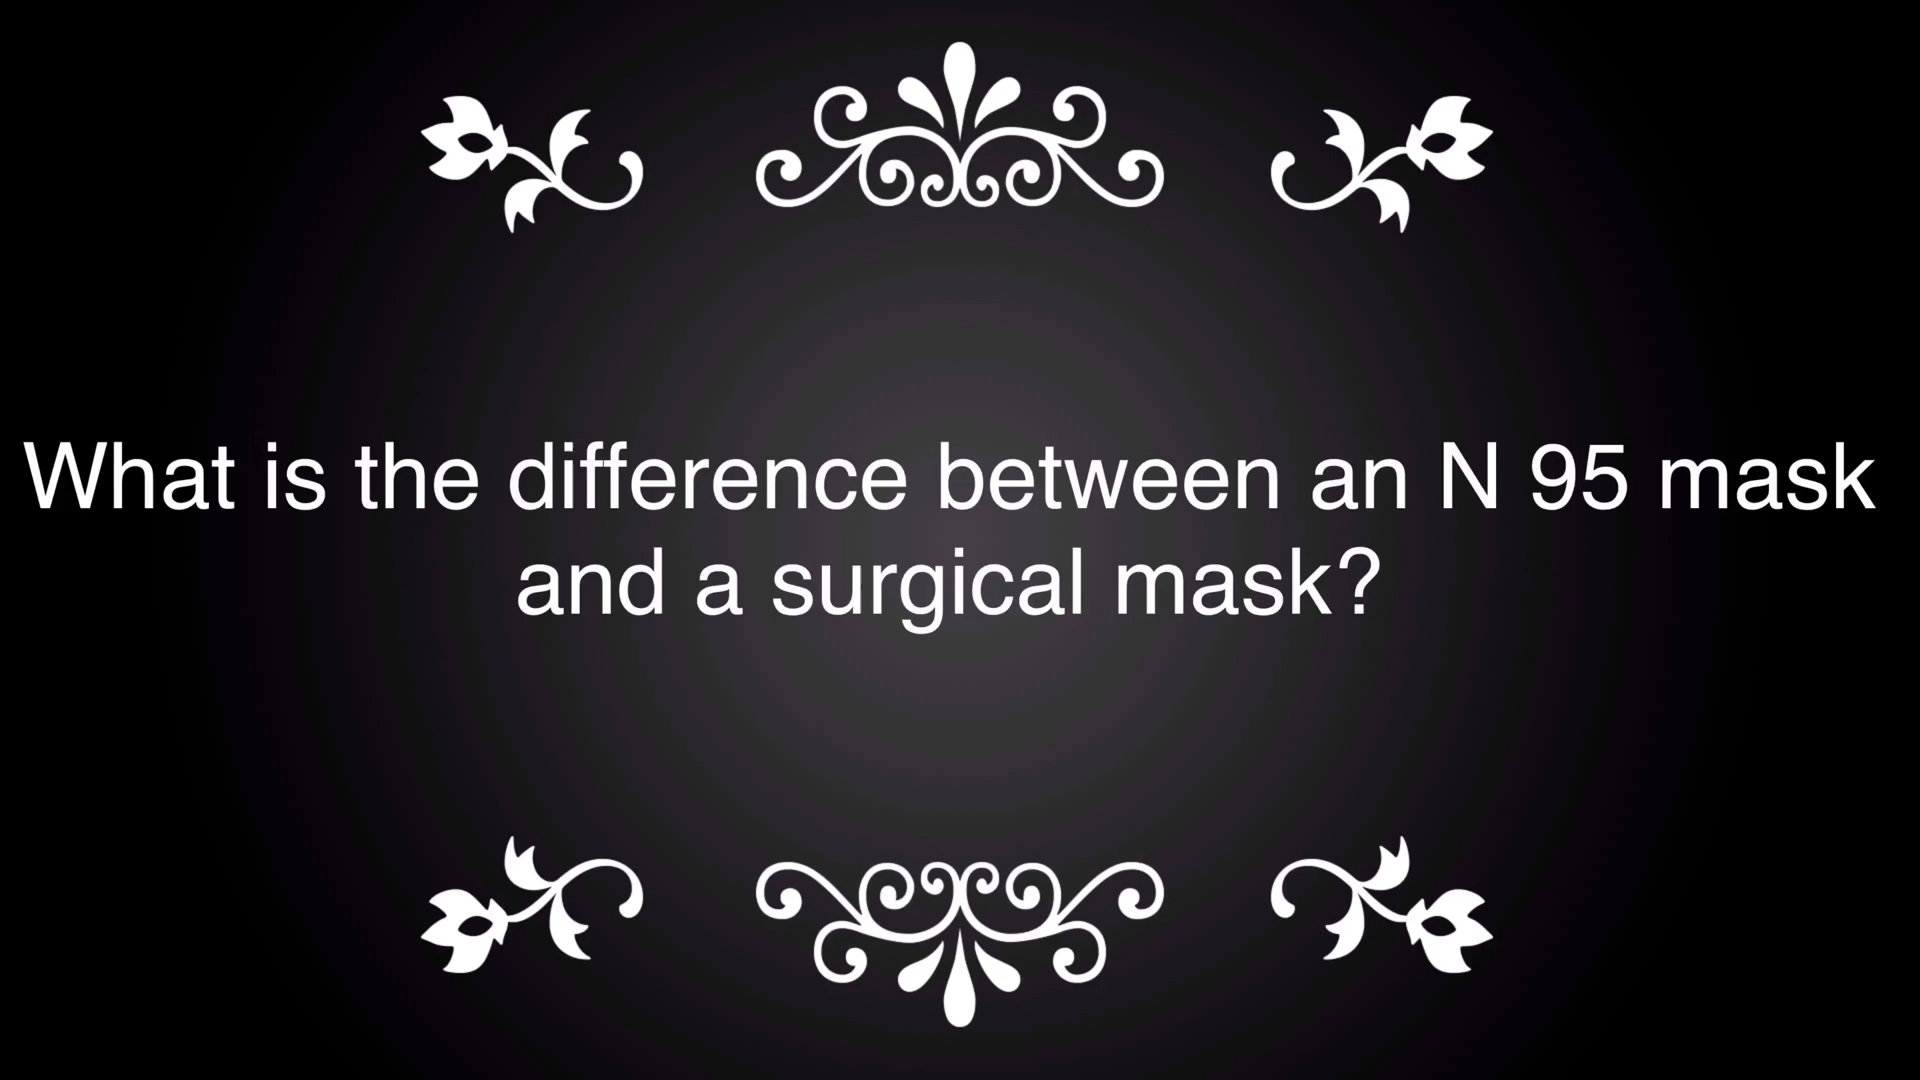 What is the difference between an N 95 mask
and a surgical mask?